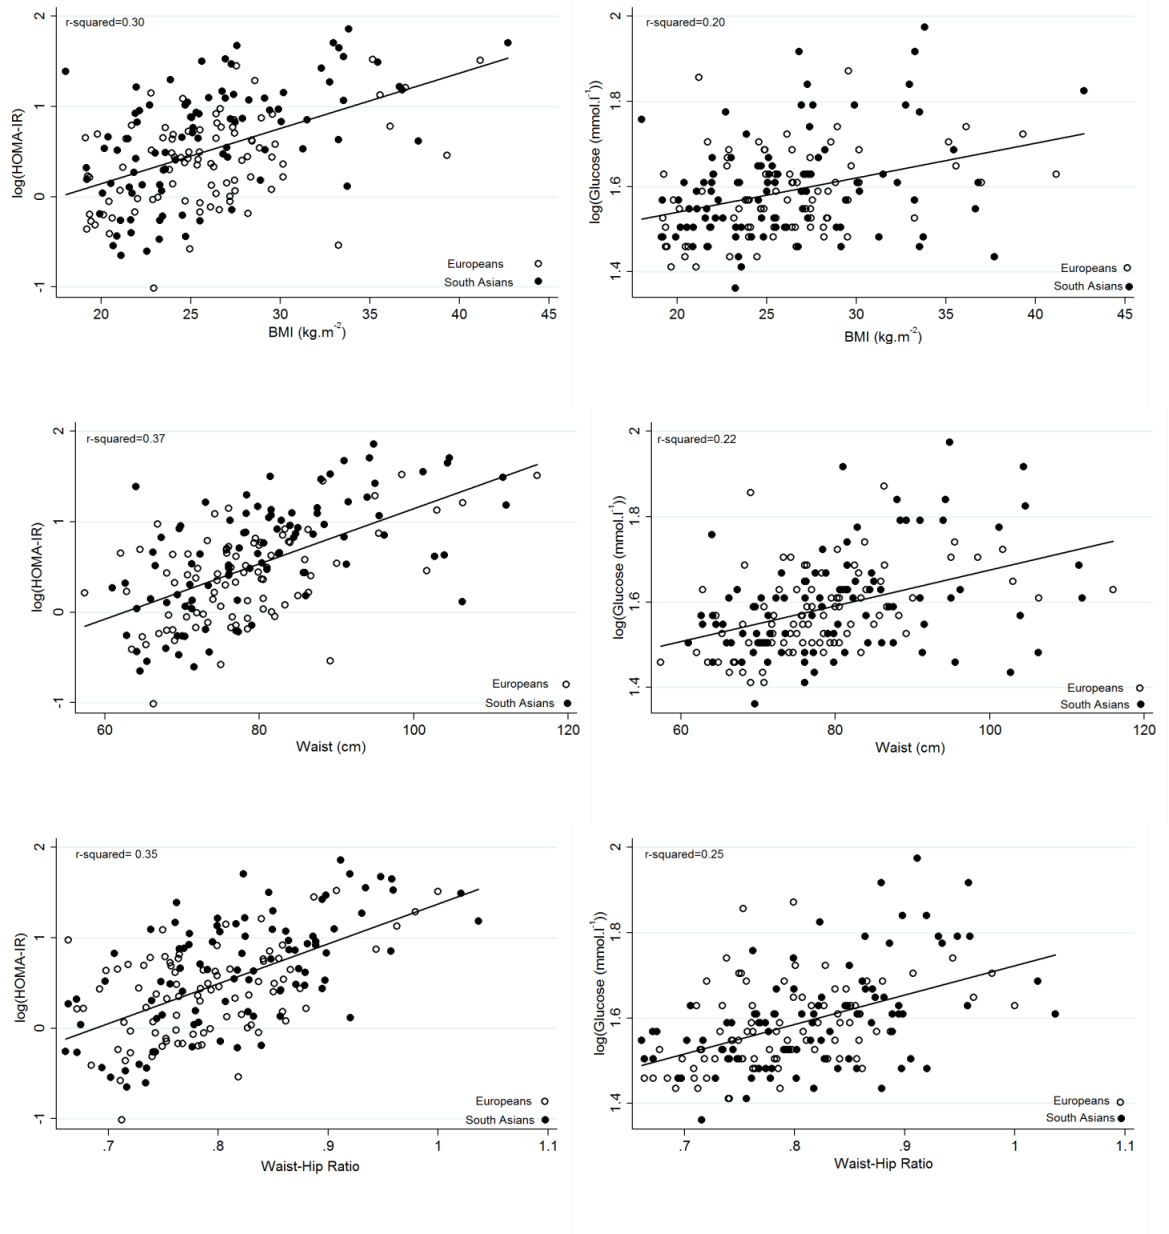 r-squared=0.30
2
1
0
-1
log(HOMA-IR)
Europeans
South Asians
20 25 30 35 40 45
BMI (kg.m-2)
r-squared=0.20
2
1.8
1.6
1.4
log(Glucose (mmol.l-1))
Europeans
South Asians
20 25 30 35 40 45
BMI (kg.m-2)
r-squared=0.37
2
1
0
-1
log(HOMA-IR)
Europeans
South Asians
60 80 100 120
Waist (cm)
r-squared=0.22
2
1.8
1.6
1.4
log(Glucose (mmol.l-1))
Europeans
South Asians
60 80 100 120
Waist (cm)
r-squared= 0.35
2
1
0
-1
log(HOMA-IR)
Europeans
South Asians
.7 .8 .9 1 1.1
Waist-Hip Ratio
r-squared=0.25
2
1.8
1.6
1.4
log(Glucose (mmol.l-1))
Europeans
South Asians
.7 .8 .9 1 1.1
Waist-Hip Ratio